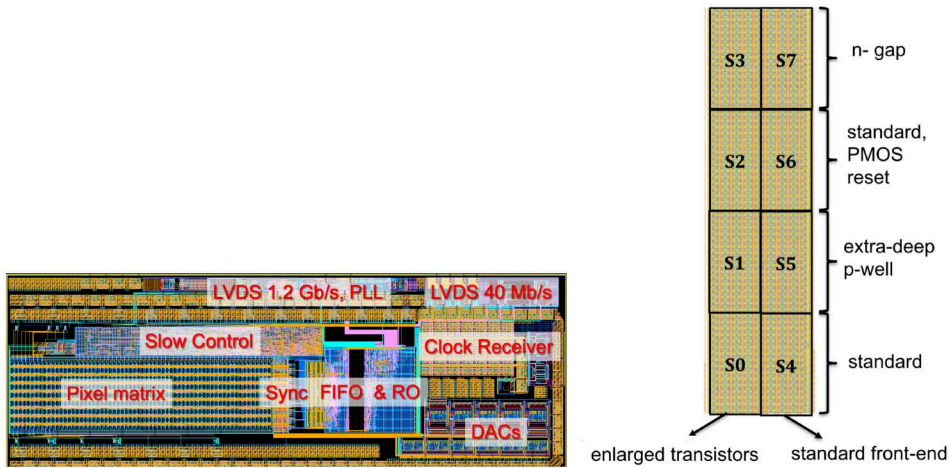 LVDS 1.2 Gb/s, PLL LVDS 40 Mb/s
Slow Control Clock Receiver
Pixel matrix Sync FIFO & RO
DACs
S3 S7 n- gap
S2 S6 standard,
PMOS
reset
S1 S5 extra-deep
p-well
S0 S4 standard
enlarged transistors standard front-end